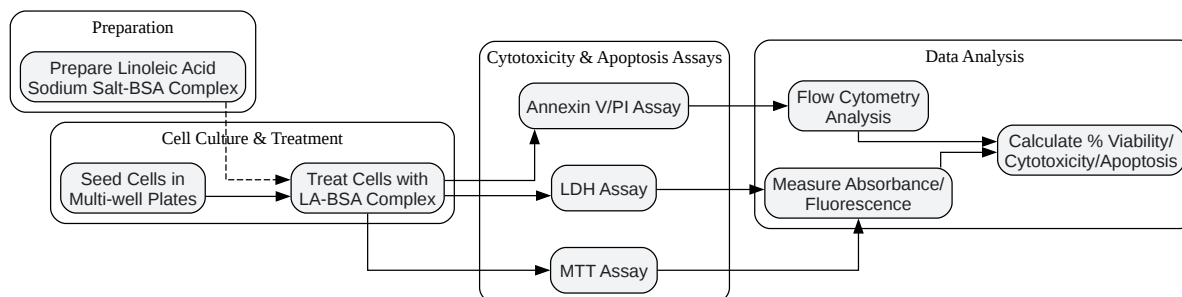 Preparation
Prepare Linoleic Acid
Sodium Salt-BSA Complex
Cell Culture & Treatment
Seed Cells in
Multi-well Plates
Treat Cells with
LA-BSA Complex
Cytotoxicity & Apoptosis Assays
Annexin V/PI Assay
LDH Assay
MTT Assay
Data Analysis
Flow Cytometry
Analysis
Measure Absorbance/
Fluorescence
Calculate % Viability/
Cytotoxicity/Apoptosis